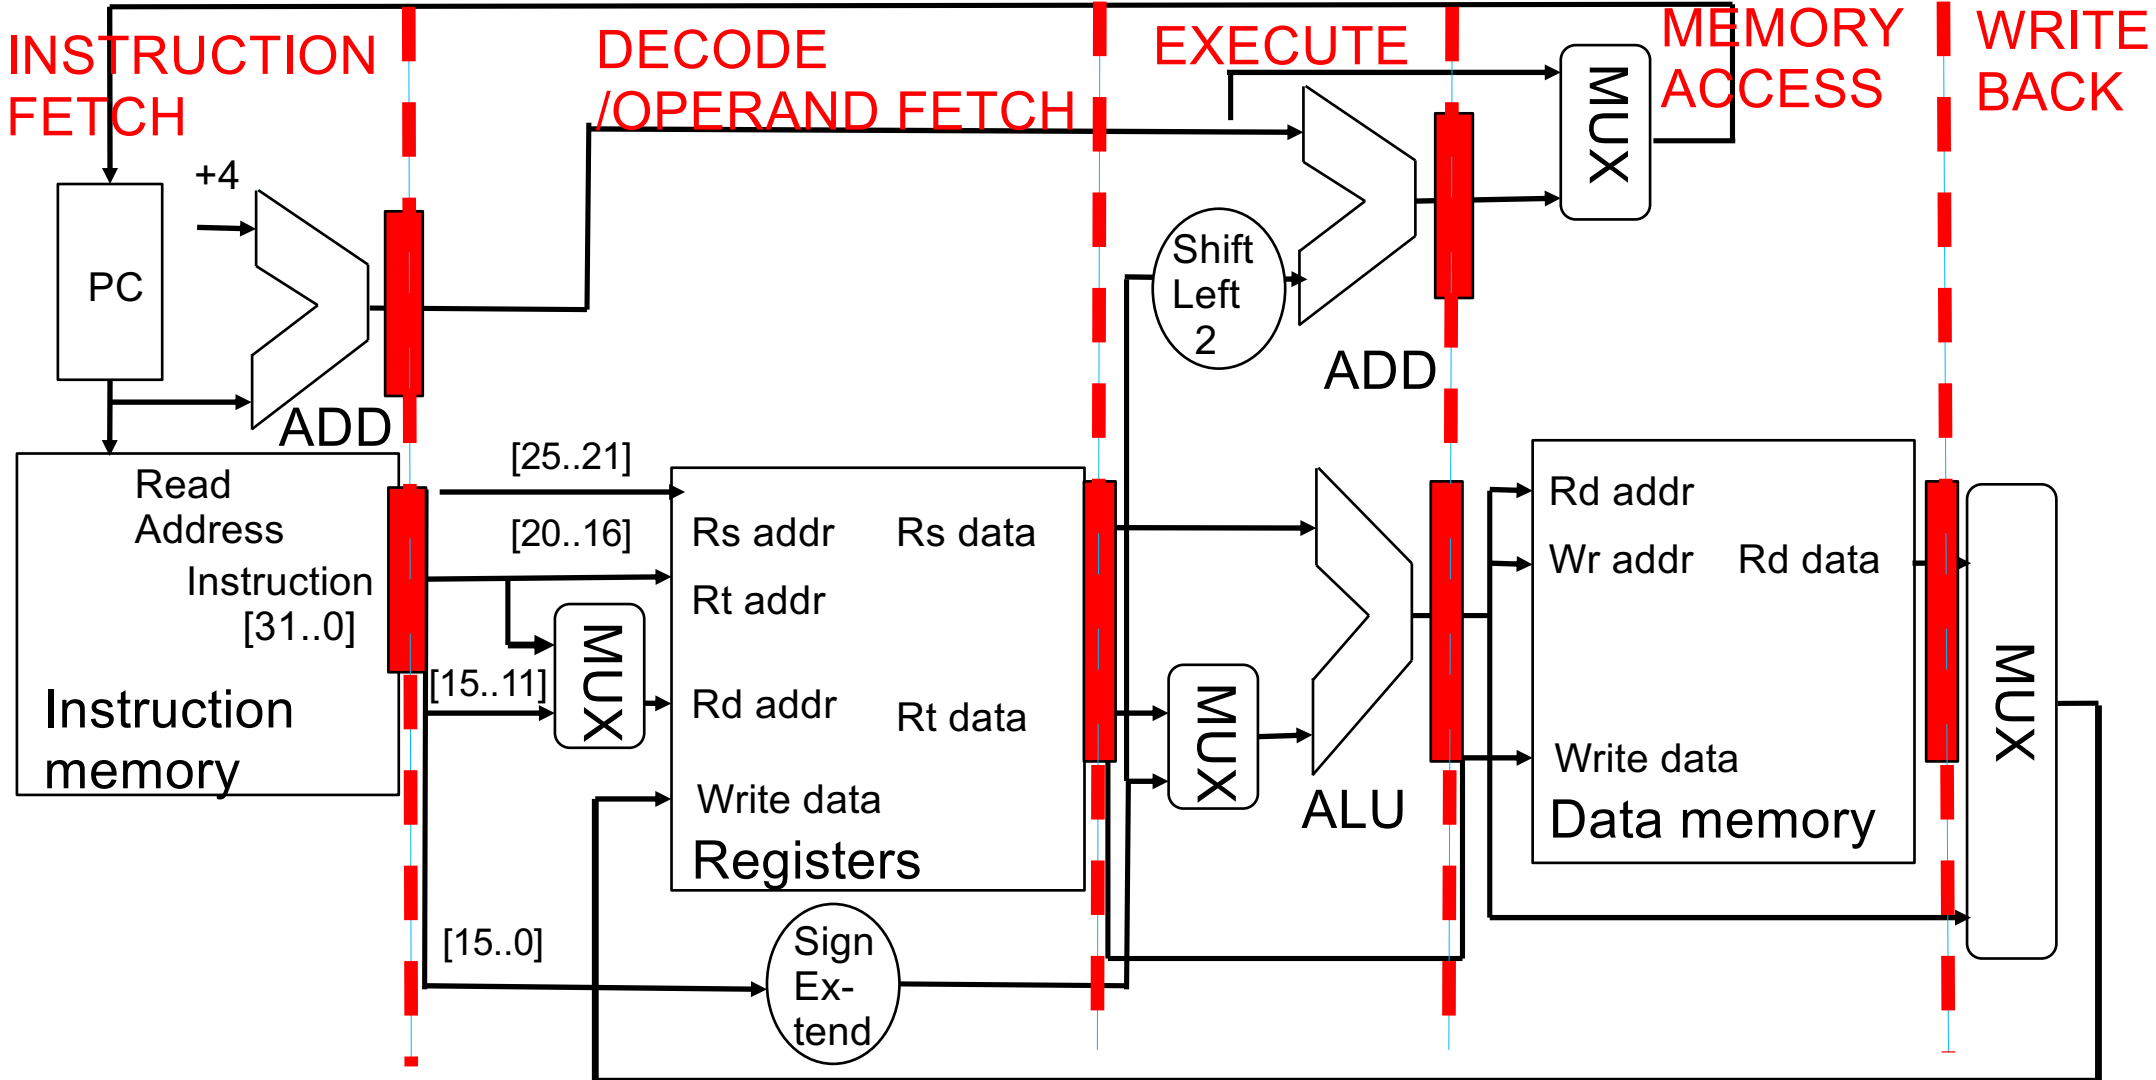 INSTRUCTION
FETCH
DECODE
/OPERAND FETCH
EXECUTE
MEMORY
ACCESS
WRITE
BACK
+4
PC
ADD
Read
Address
Instruction
[31..0]
Instruction
memory
[25..21]
[20..16]
[15..11]
[15..0]
MUX
Rs addr
Rs data
Rt addr
Rd addr
Rt data
Write data
Registers
Sign
Ex-
tend
Shift
Left
2
ADD
MUX
MUX
ALU
Rd addr
Wr addr
Rd data
Write data
Data memory
MUX